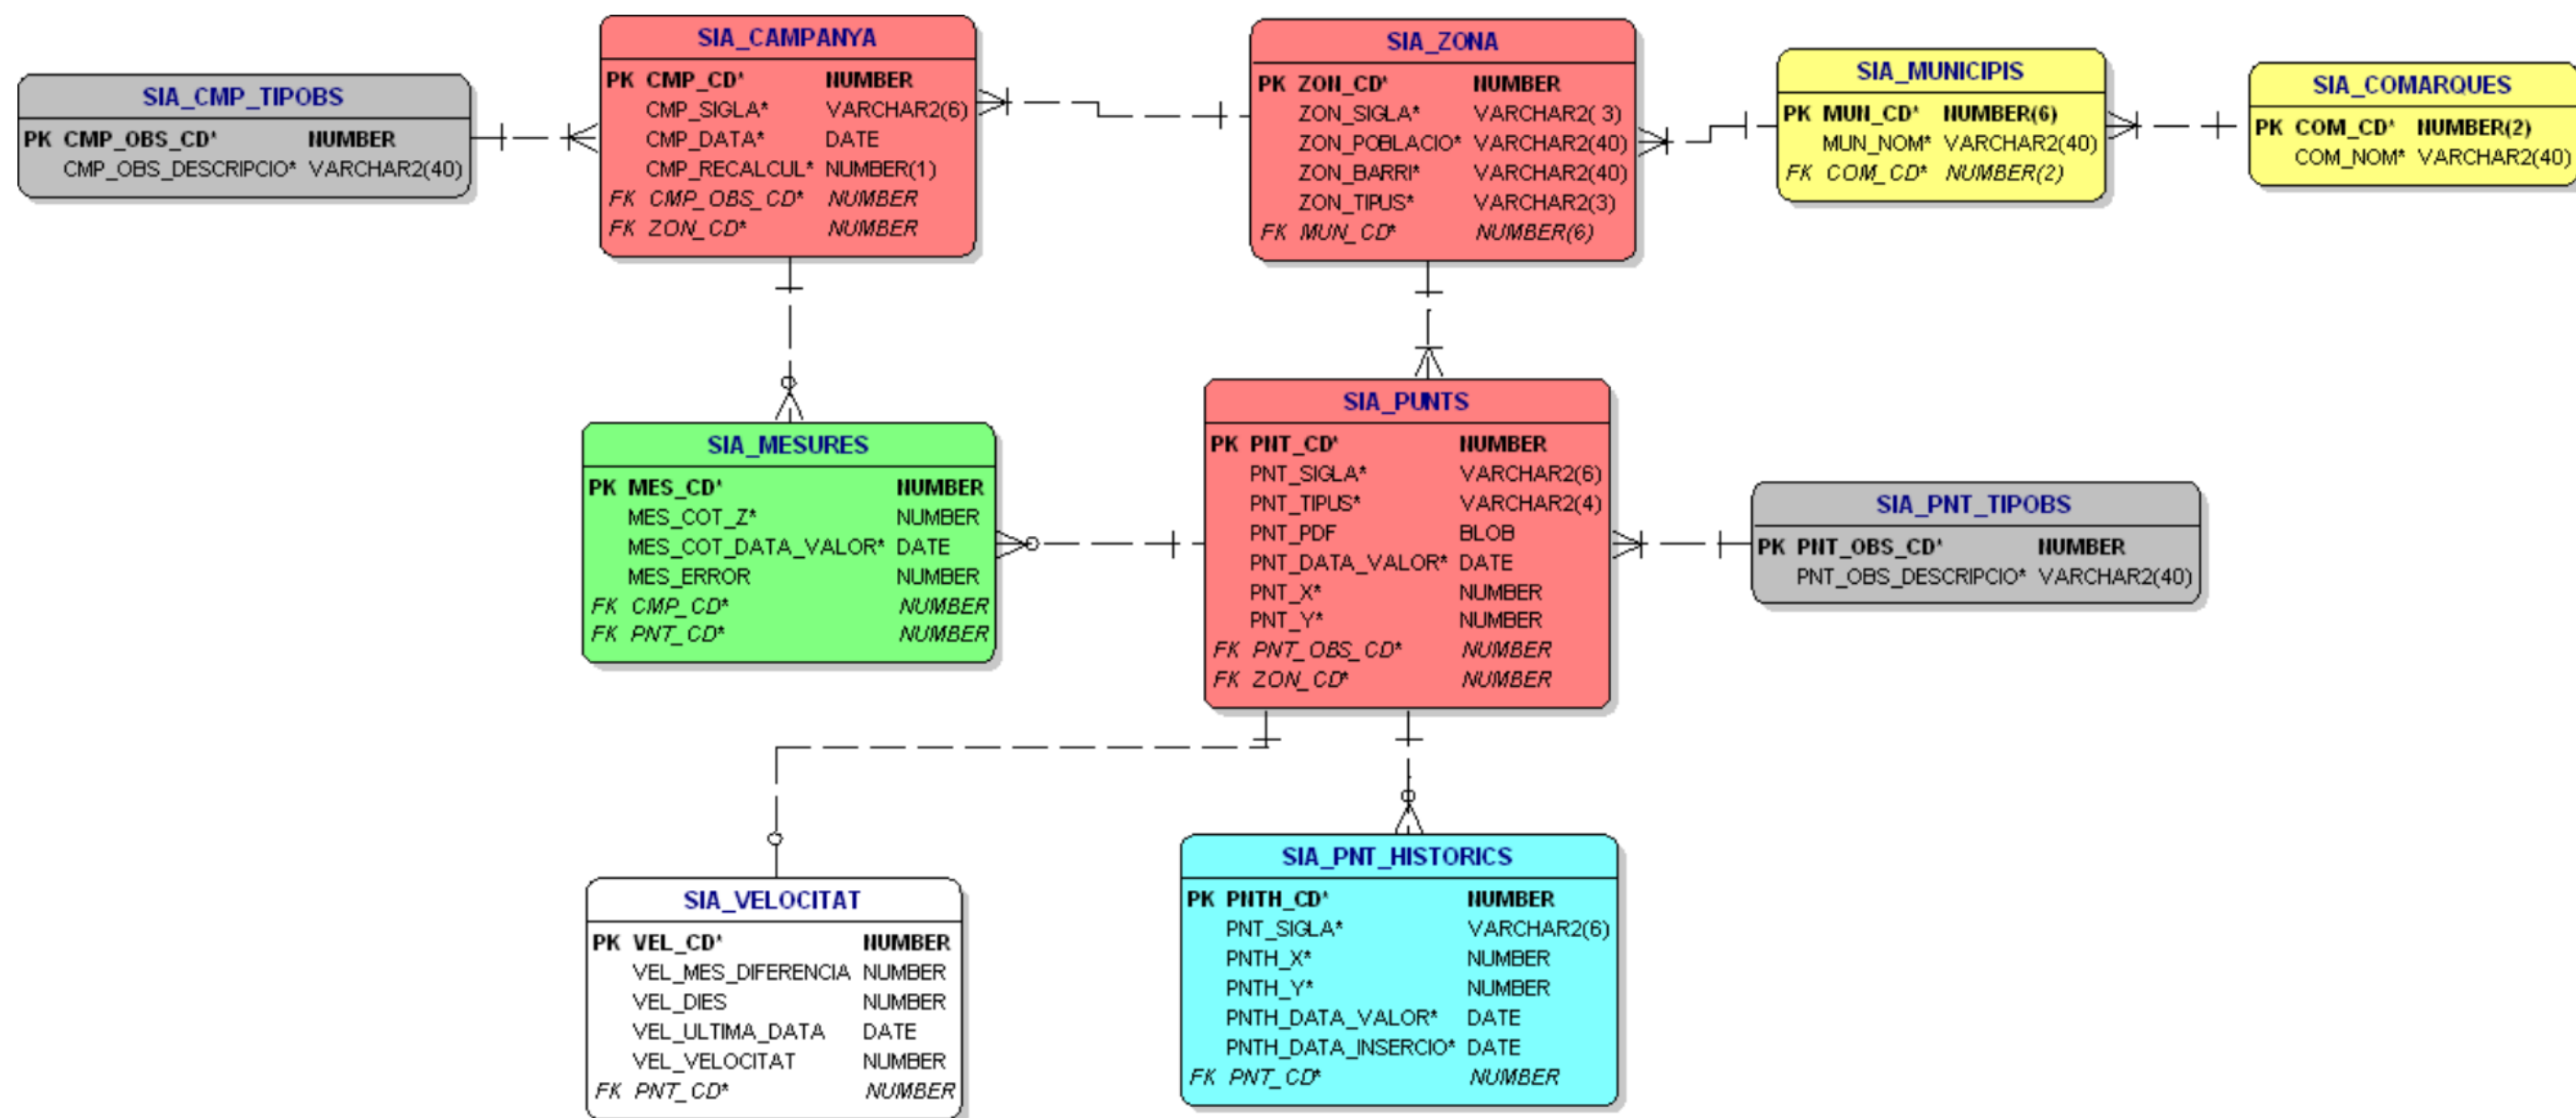 SIA_CMP_TIPOBS
PK CMP_OBS_CD* NUMBER
CMP_OBS_DESCRIPCIO* VARCHAR2(40)
SIA_CAMPANYA
PK CMP_CD* NUMBER
CMP_SIGLA* VARCHAR2(6)
CMP_DATA* DATE
CMP_RECALCUL* NUMBER(1)
FK CMP_OBS_CD* NUMBER
FK ZON_CD* NUMBER
SIA_ZONA
PK ZON_CD* NUMBER
ZON_SIGLA* VARCHAR2( 3)
ZON_POBLACIO* VARCHAR2(40)
ZON_BARRI* VARCHAR2(40)
ZON_TIPUS* VARCHAR2(3)
FK MUN_CD* NUMBER(6)
SIA_MUNICIPIS
PK MUN_CD* NUMBER(6)
MUN_NOM* VARCHAR2(40)
FK COM_CD* NUMBER(2)
SIA_COMARQUES
PK COM_CD* NUMBER(2)
COM_NOM* VARCHAR2(40)
SIA_MESURES
PK MES_CD* NUMBER
MES_COT_Z* NUMBER
MES_COT_DATA_VALOR* DATE
MES_ERROR NUMBER
FK CMP_CD* NUMBER
FK PNT_CD* NUMBER
SIA_PUNTS
PK PNT_CD* NUMBER
PNT_SIGLA* VARCHAR2(6)
PNT_TIPUS* VARCHAR2(4)
PNT_PDF BLOB
PNT_DATA_VALOR* DATE
PNT_X* NUMBER
PNT_Y* NUMBER
FK PNT_OBS_CD* NUMBER
FK ZON_CD* NUMBER
SIA_PNT_TIPOBS
PK PNT_OBS_CD* NUMBER
PNT_OBS_DESCRIPCIO* VARCHAR2(40)
SIA_VELOCITAT
PK VEL_CD* NUMBER
VEL_MES_DIFERENCIA NUMBER
VEL_DIES NUMBER
VEL_ULTIMA_DATA DATE
VEL_VELOCITAT NUMBER
FK PNT_CD* NUMBER
SIA_PNT_HISTORICS
PK PNTH_CD* NUMBER
PNT_SIGLA* VARCHAR2(6)
PNTH_X* NUMBER
PNTH_Y* NUMBER
PNTH_DATA_VALOR* DATE
PNTH_DATA_INSERCIO* DATE
FK PNT_CD* NUMBER